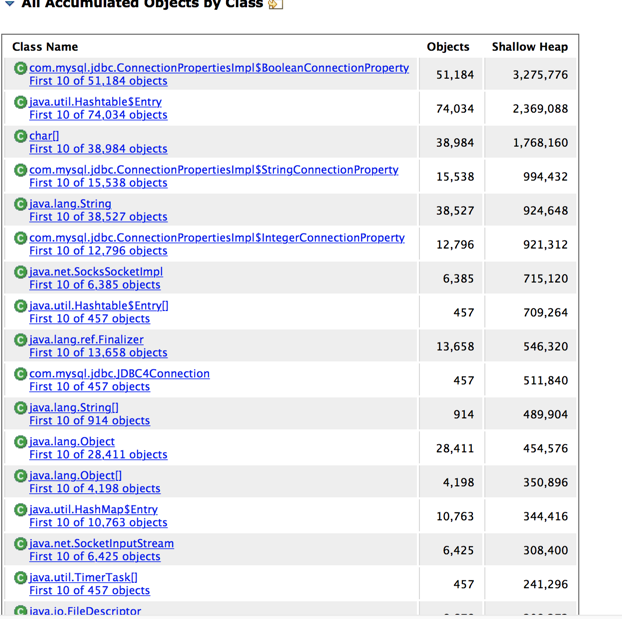 All Accumulated Objects by Class
Class Name Objects Shallow Heap
com.mysql.jdbc.ConnectionPropertiesImpl$BooleanConnectionProperty
First 10 of 51,184 objects
51,184 3,275,776
java.util.Hashtable$Entry
First 10 of 74,034 objects
74,034 2,369,088
char[]
First 10 of 38,984 objects
38,984 1,768,160
com.mysql.jdbc.ConnectionPropertiesImpl$StringConnectionProperty
First 10 of 15,538 objects
15,538 994,432
java.lang.String
First 10 of 38,527 objects
38,527 924,648
com.mysql.jdbc.ConnectionPropertiesImpl$IntegerConnectionProperty
First 10 of 12,796 objects
12,796 921,312
java.net.SocksSocketImpl
First 10 of 6,385 objects
6,385 715,120
java.util.Hashtable$Entry[]
First 10 of 457 objects
457 709,264
java.lang.ref.Finalizer
First 10 of 13,658 objects
13,658 546,320
com.mysql.jdbc.JDBC4Connection
First 10 of 457 objects
457 511,840
java.lang.String[]
First 10 of 914 objects
914 489,904
java.lang.Object
First 10 of 28,411 objects
28,411 454,576
java.lang.Object[]
First 10 of 4,198 objects
4,198 350,896
java.util.HashMap$Entry
First 10 of 10,763 objects
10,763 344,416
java.net.SocketInputStream
First 10 of 6,425 objects
6,425 308,400
java.util.TimerTask[]
First 10 of 457 objects
457 241,296
java.io.FileDescriptor